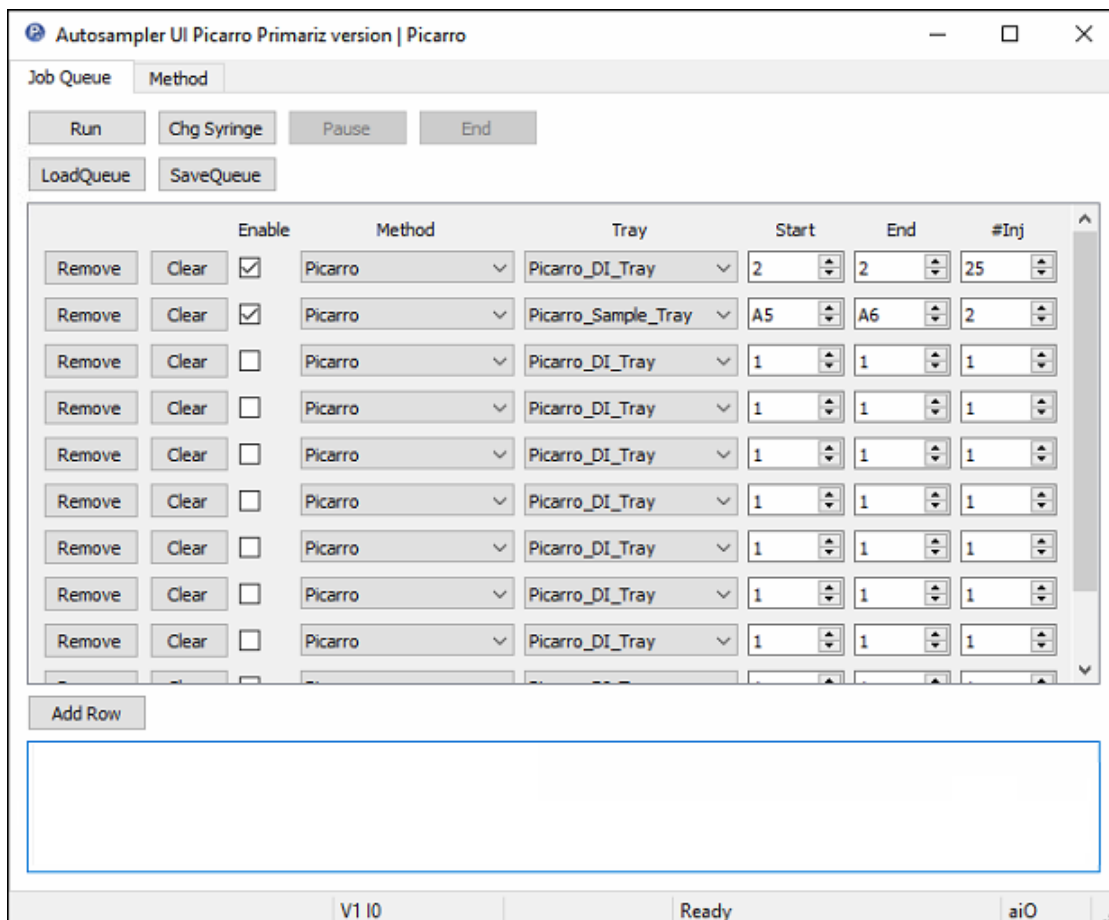 Autosampler UI Picarro Primariz version | Picarro
Job Queue Method
Run Chg Syringe Pause End
LoadQueue SaveQueue
Enable Method Tray Start End #Inj
Remove Clear Picarro Picarro_DI_Tray 2 2 25
Remove Clear Picarro Picarro_Sample_Tray A5 A6 2
Remove Clear Picarro Picarro_DI_Tray 1 1 1
Remove Clear Picarro Picarro_DI_Tray 1 1 1
Remove Clear Picarro Picarro_DI_Tray 1 1 1
Remove Clear Picarro Picarro_DI_Tray 1 1 1
Remove Clear Picarro Picarro_DI_Tray 1 1 1
Remove Clear Picarro Picarro_DI_Tray 1 1 1
Remove Clear Picarro Picarro_DI_Tray 1 1 1
Add Row
V1 I0 Ready aiO